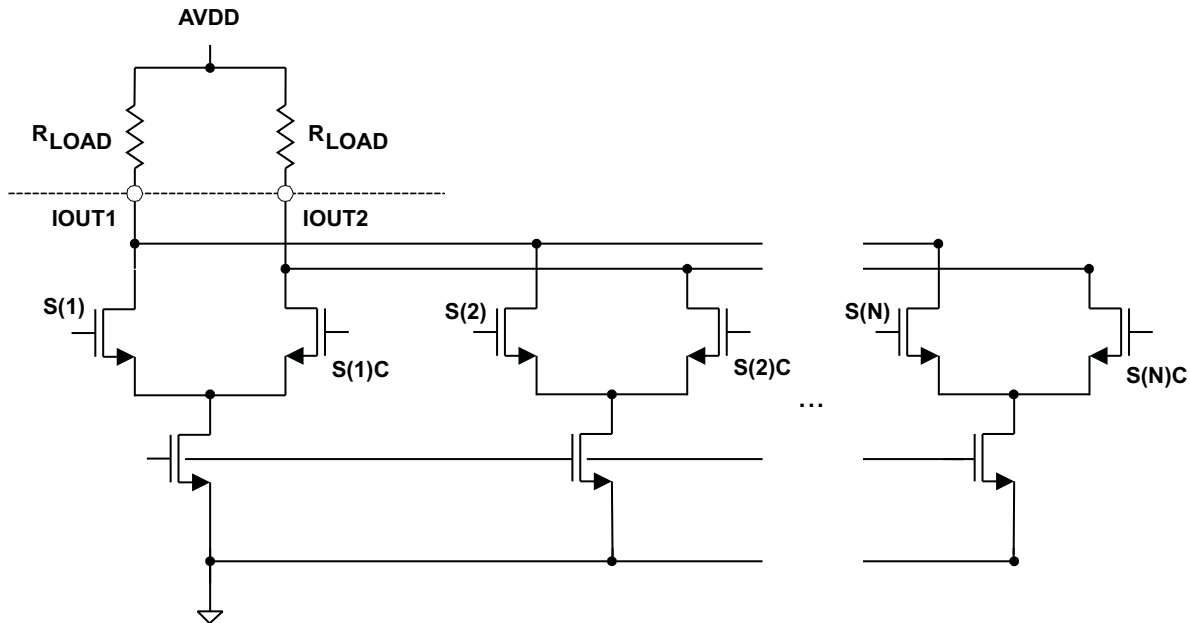 AVDD
RLOAD RLOAD
IOUT1 IOUT2
S(1) S(2) S(N)
S(1)C S(2)C S(N)C
...